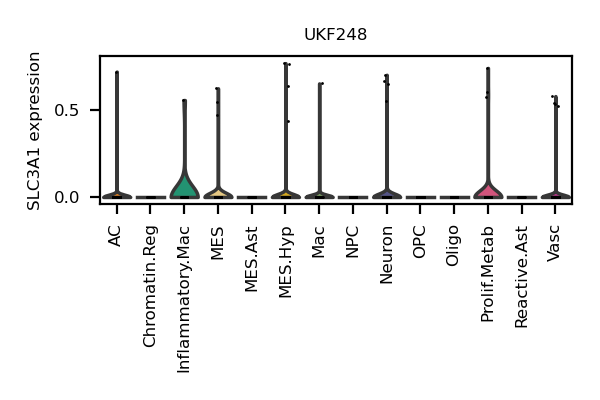 UKF248
SLC3A1 expression
0.5
0.0
AC
Chromatin.Reg
Inflammatory.Mac
MES
MES.Ast
MES.Hyp
Mac
NPC
Neuron
OPC
Oligo
Prolif.Metab
Reactive.Ast
Vasc